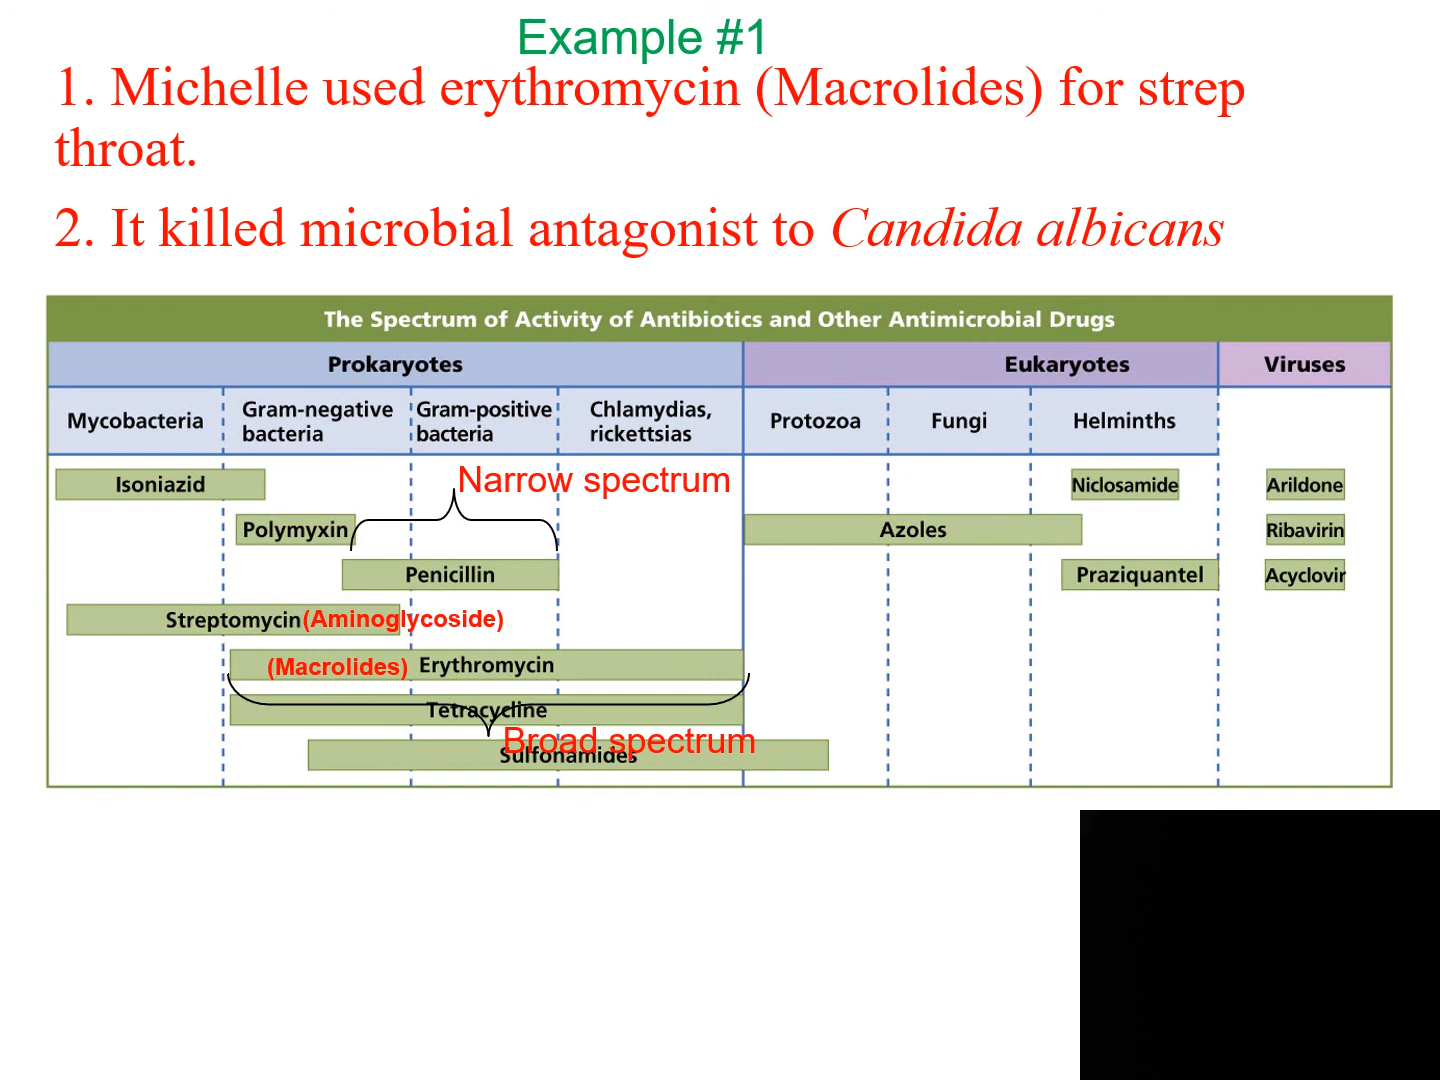 Example #1
1. Michelle used erythromycin (Macrolides) for strep
throat.
2. It killed microbial antagonist to Candida albicans
The Spectrum of Activity of Antibiotics and Other Antimicrobial Drugs
Prokaryotes Eukaryotes Viruses
Mycobacteria Gram-negative bacteria Gram-positive bacteria Chlamydias, rickettsias Protozoa Fungi Helminths
Isoniazid Narrow spectrum Niclosamide Arildone
Polymyxin Azoles Ribavirin
Penicillin Praziquantel Acyclovir
Streptomycin (Aminoglycoside)
(Macrolides) Erythromycin
Tetracycline
Broad spectrum
Sulfonamides